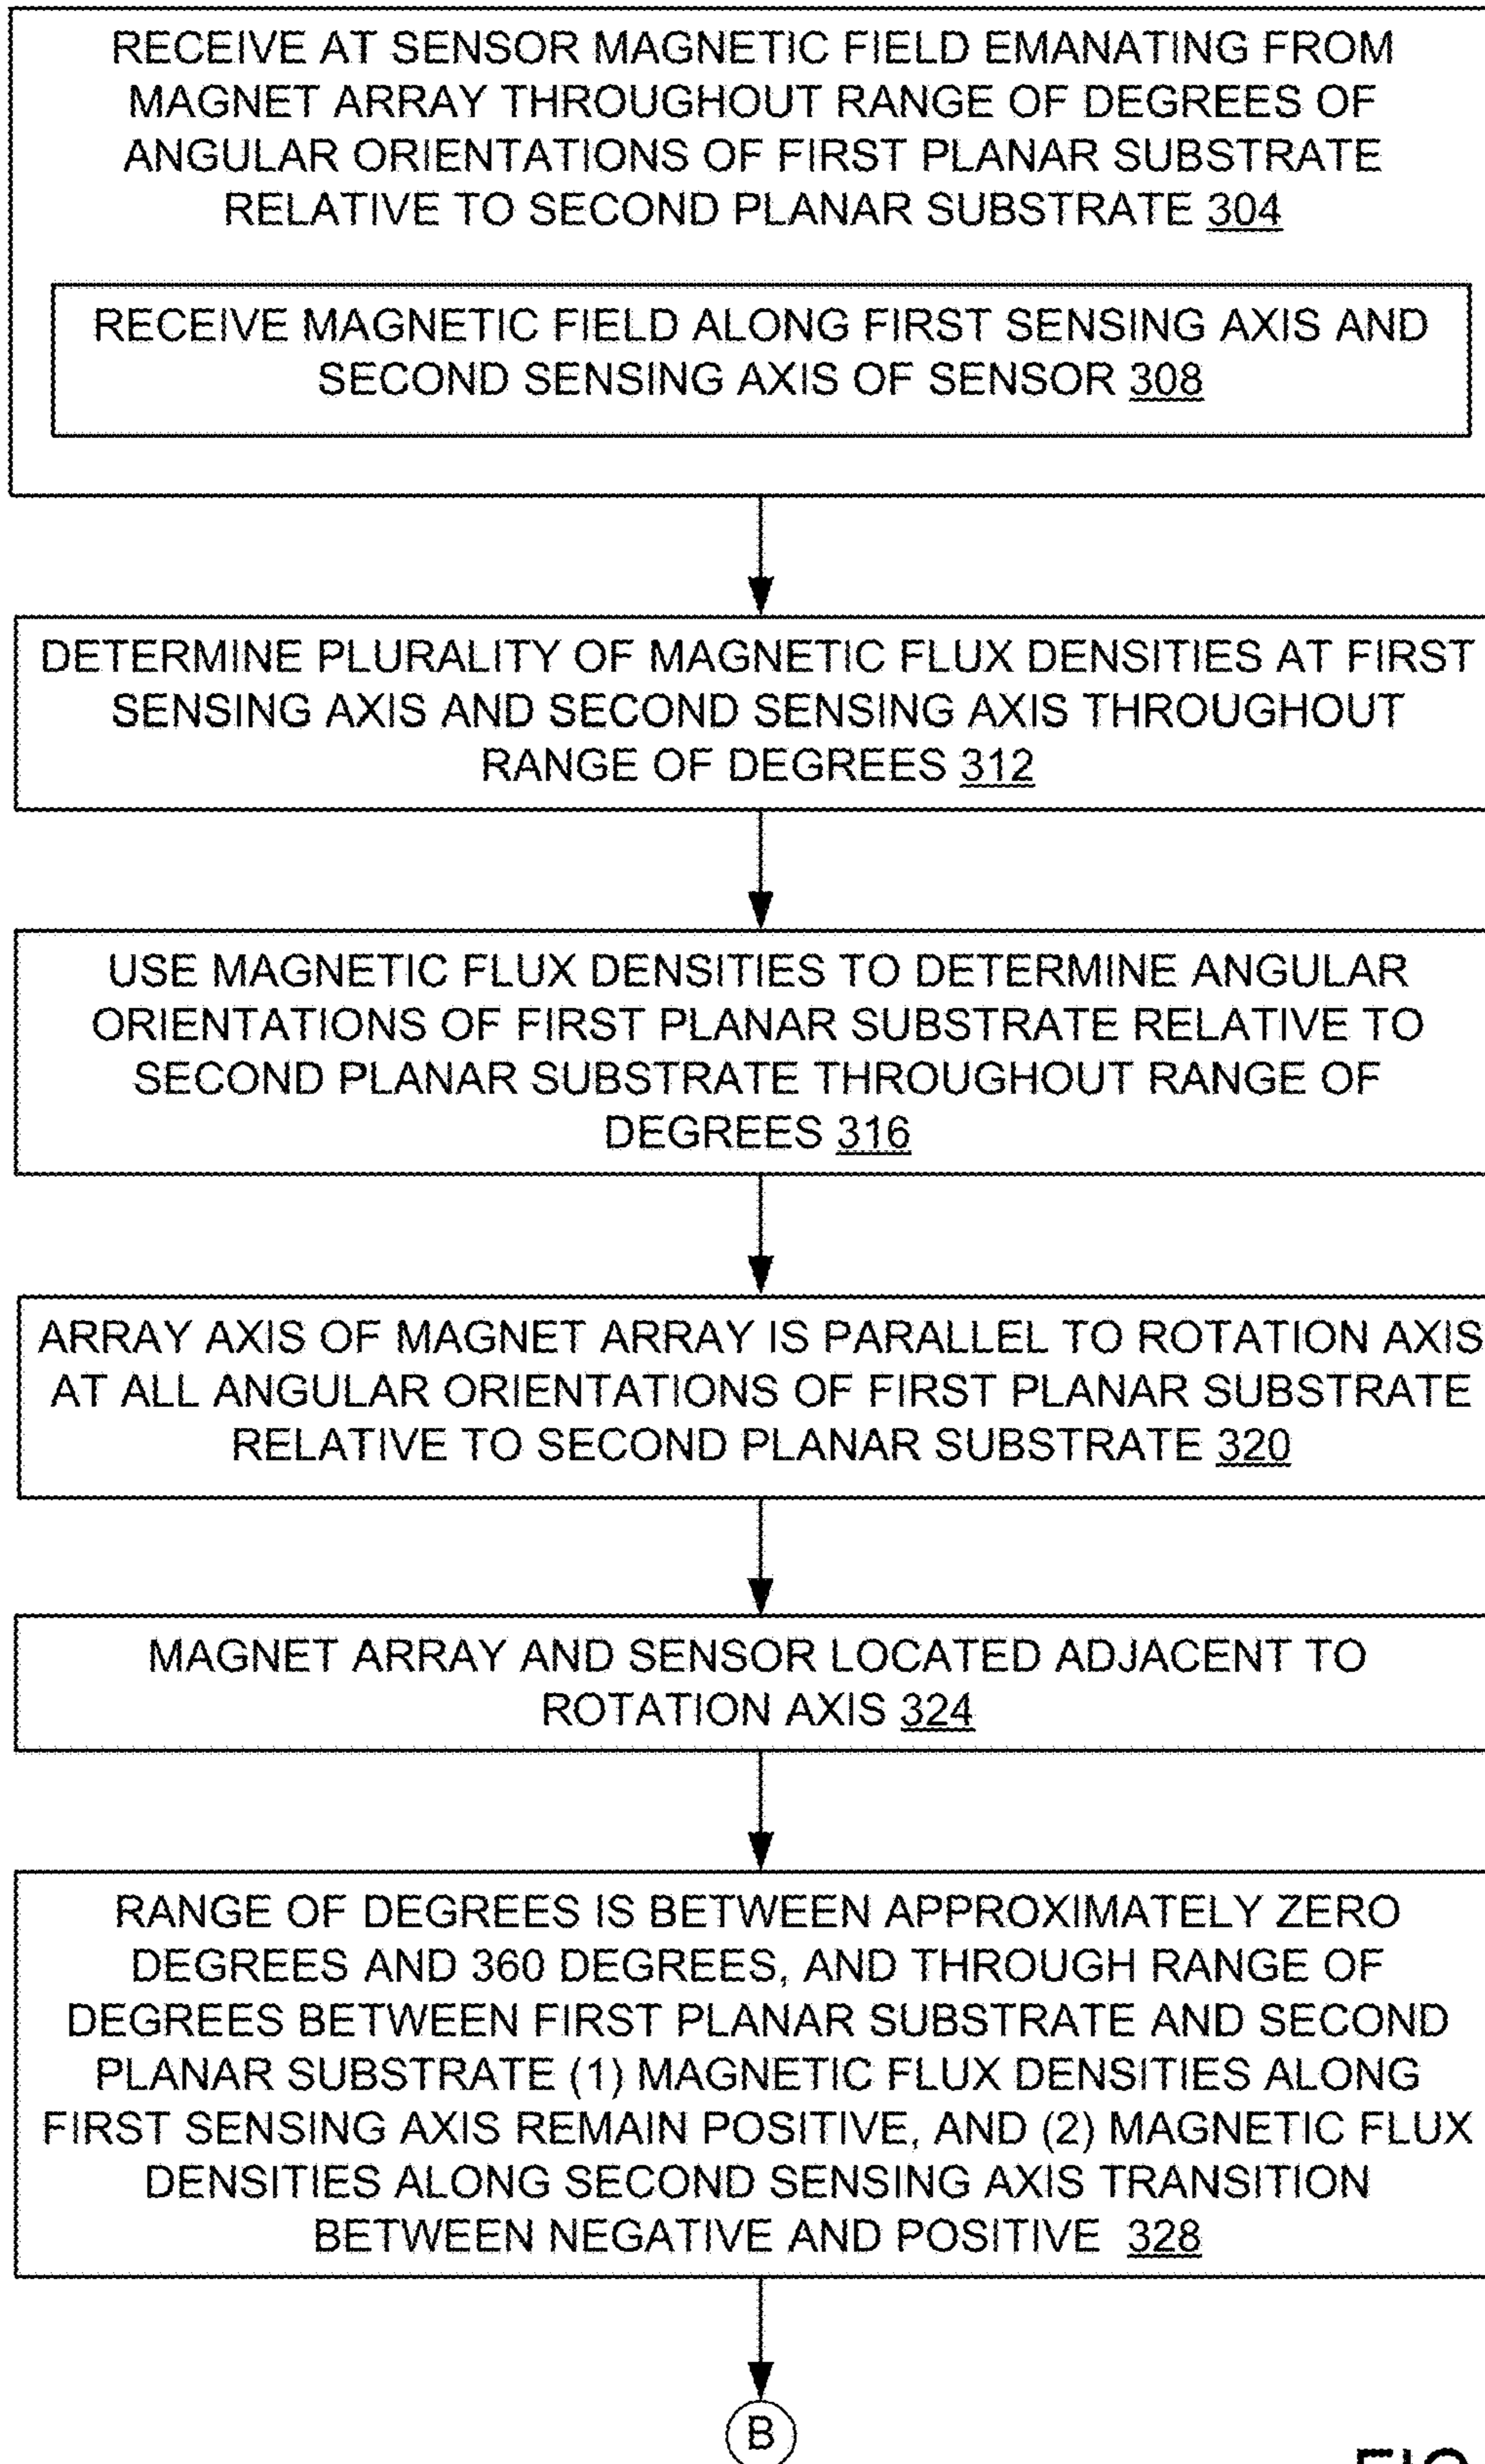 RECEIVE AT SENSOR MAGNETIC FIELD EMANATING FROM
MAGNET ARRAY THROUGHOUT RANGE OF DEGREES OF
ANGULAR ORIENTATIONS OF FIRST PLANAR SUBSTRATE
RELATIVE TO SECOND PLANAR SUBSTRATE 304
RECEIVE MAGNETIC FIELD ALONG FIRST SENSING AXIS AND
SECOND SENSING AXIS OF SENSOR 308
DETERMINE PLURALITY OF MAGNETIC FLUX DENSITIES AT FIRST
SENSING AXIS AND SECOND SENSING AXIS THROUGHOUT
RANGE OF DEGREES 312
USE MAGNETIC FLUX DENSITIES TO DETERMINE ANGULAR
ORIENTATIONS OF FIRST PLANAR SUBSTRATE RELATIVE TO
SECOND PLANAR SUBSTRATE THROUGHOUT RANGE OF
DEGREES 316
ARRAY AXIS OF MAGNET ARRAY IS PARALLEL TO ROTATION AXIS
AT ALL ANGULAR ORIENTATIONS OF FIRST PLANAR SUBSTRATE
RELATIVE TO SECOND PLANAR SUBSTRATE 320
MAGNET ARRAY AND SENSOR LOCATED ADJACENT TO
ROTATION AXIS 324
RANGE OF DEGREES IS BETWEEN APPROXIMATELY ZERO
DEGREES AND 360 DEGREES, AND THROUGH RANGE OF
DEGREES BETWEEN FIRST PLANAR SUBSTRATE AND SECOND
PLANAR SUBSTRATE (1) MAGNETIC FLUX DENSITIES ALONG
FIRST SENSING AXIS REMAIN POSITIVE, AND (2) MAGNETIC FLUX
DENSITIES ALONG SECOND SENSING AXIS TRANSITION
BETWEEN NEGATIVE AND POSITIVE 328
B